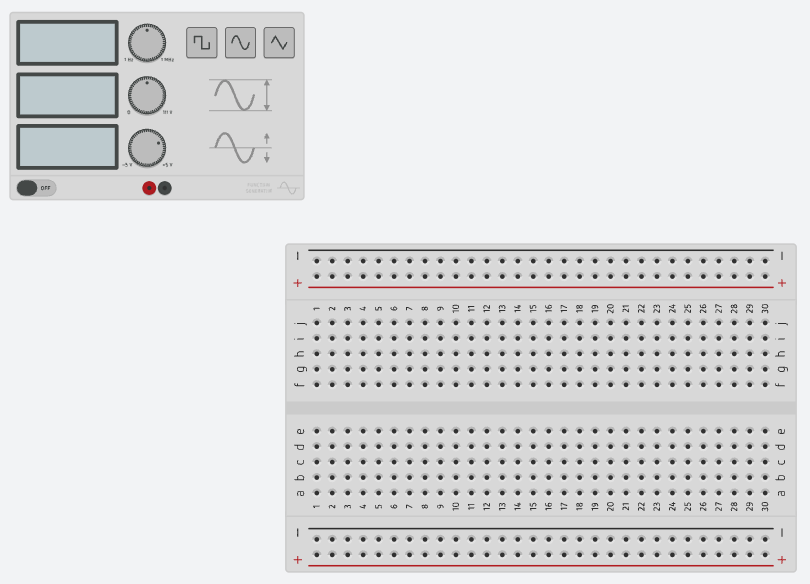 1 Hz 1 MHz
0 10 V
-5 V +5 V
OFF
FUNCTION
GENERATOR
− −
+ +
1 2 3 4 5 6 7 8 9 10 11 12 13 14 15 16 17 18 19 20 21 22 23 24 25 26 27 28 29 30
j j
i i
h h
g g
f f
e e
d d
c c
b b
a a
1 2 3 4 5 6 7 8 9 10 11 12 13 14 15 16 17 18 19 20 21 22 23 24 25 26 27 28 29 30
− −
+ +